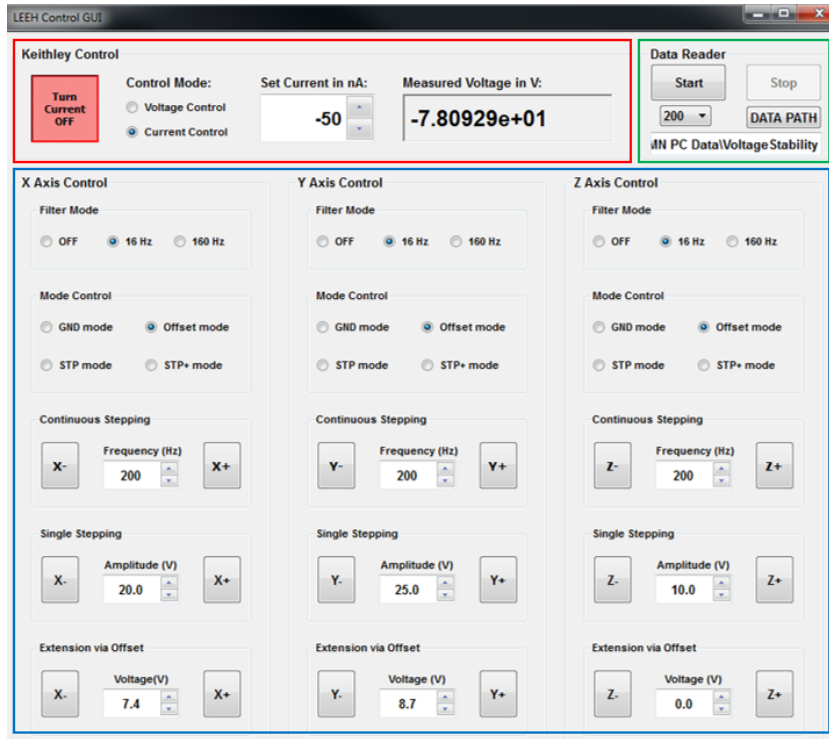 LEEH Control GUI
Keithley Control
Turn
Current
OFF
Control Mode:
Voltage Control
Current Control
Set Current in nA:
-50
Measured Voltage in V:
-7.80929e+01
Data Reader
Start Stop
200 DATA PATH
MN PC Data\VoltageStability
X Axis Control
Filter Mode
OFF 16 Hz 160 Hz
Mode Control
GND mode Offset mode
STP mode STP+ mode
Continuous Stepping
Frequency (Hz)
X- 200 X+
Single Stepping
Amplitude (V)
X- 20.0 X+
Extension via Offset
Voltage(V)
X- 7.4 X+
Y Axis Control
Filter Mode
OFF 16 Hz 160 Hz
Mode Control
GND mode Offset mode
STP mode STP+ mode
Continuous Stepping
Frequency (Hz)
Y- 200 Y+
Single Stepping
Amplitude (V)
Y- 25.0 Y+
Extension via Offset
Voltage (V)
Y- 8.7 Y+
Z Axis Control
Filter Mode
OFF 16 Hz 160 Hz
Mode Control
GND mode Offset mode
STP mode STP+ mode
Continuous Stepping
Frequency (Hz)
Z- 200 Z+
Single Stepping
Amplitude (V)
Z- 10.0 Z+
Extension via Offset
Voltage (V)
Z- 0.0 Z+